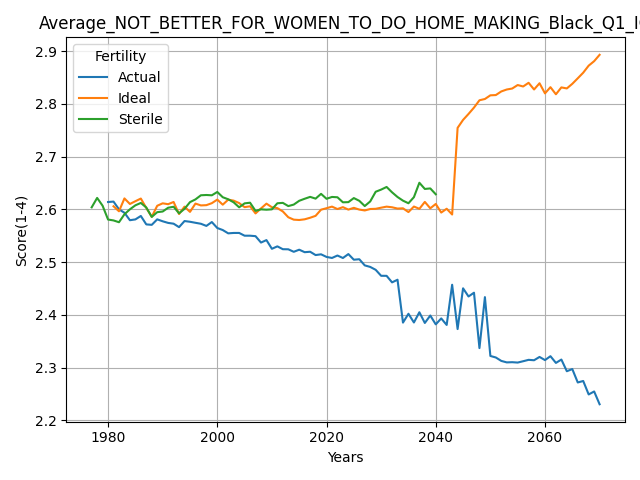 Average_NOT_BETTER_FOR_WOMEN_TO_DO_HOME_MAKING_Black_Q1_I
2.9
2.8
2.7
2.6
2.5
2.4
2.3
2.2
Score(1-4)
Fertility
Actual
Ideal
Sterile
1980 2000 2020 2040 2060
Years